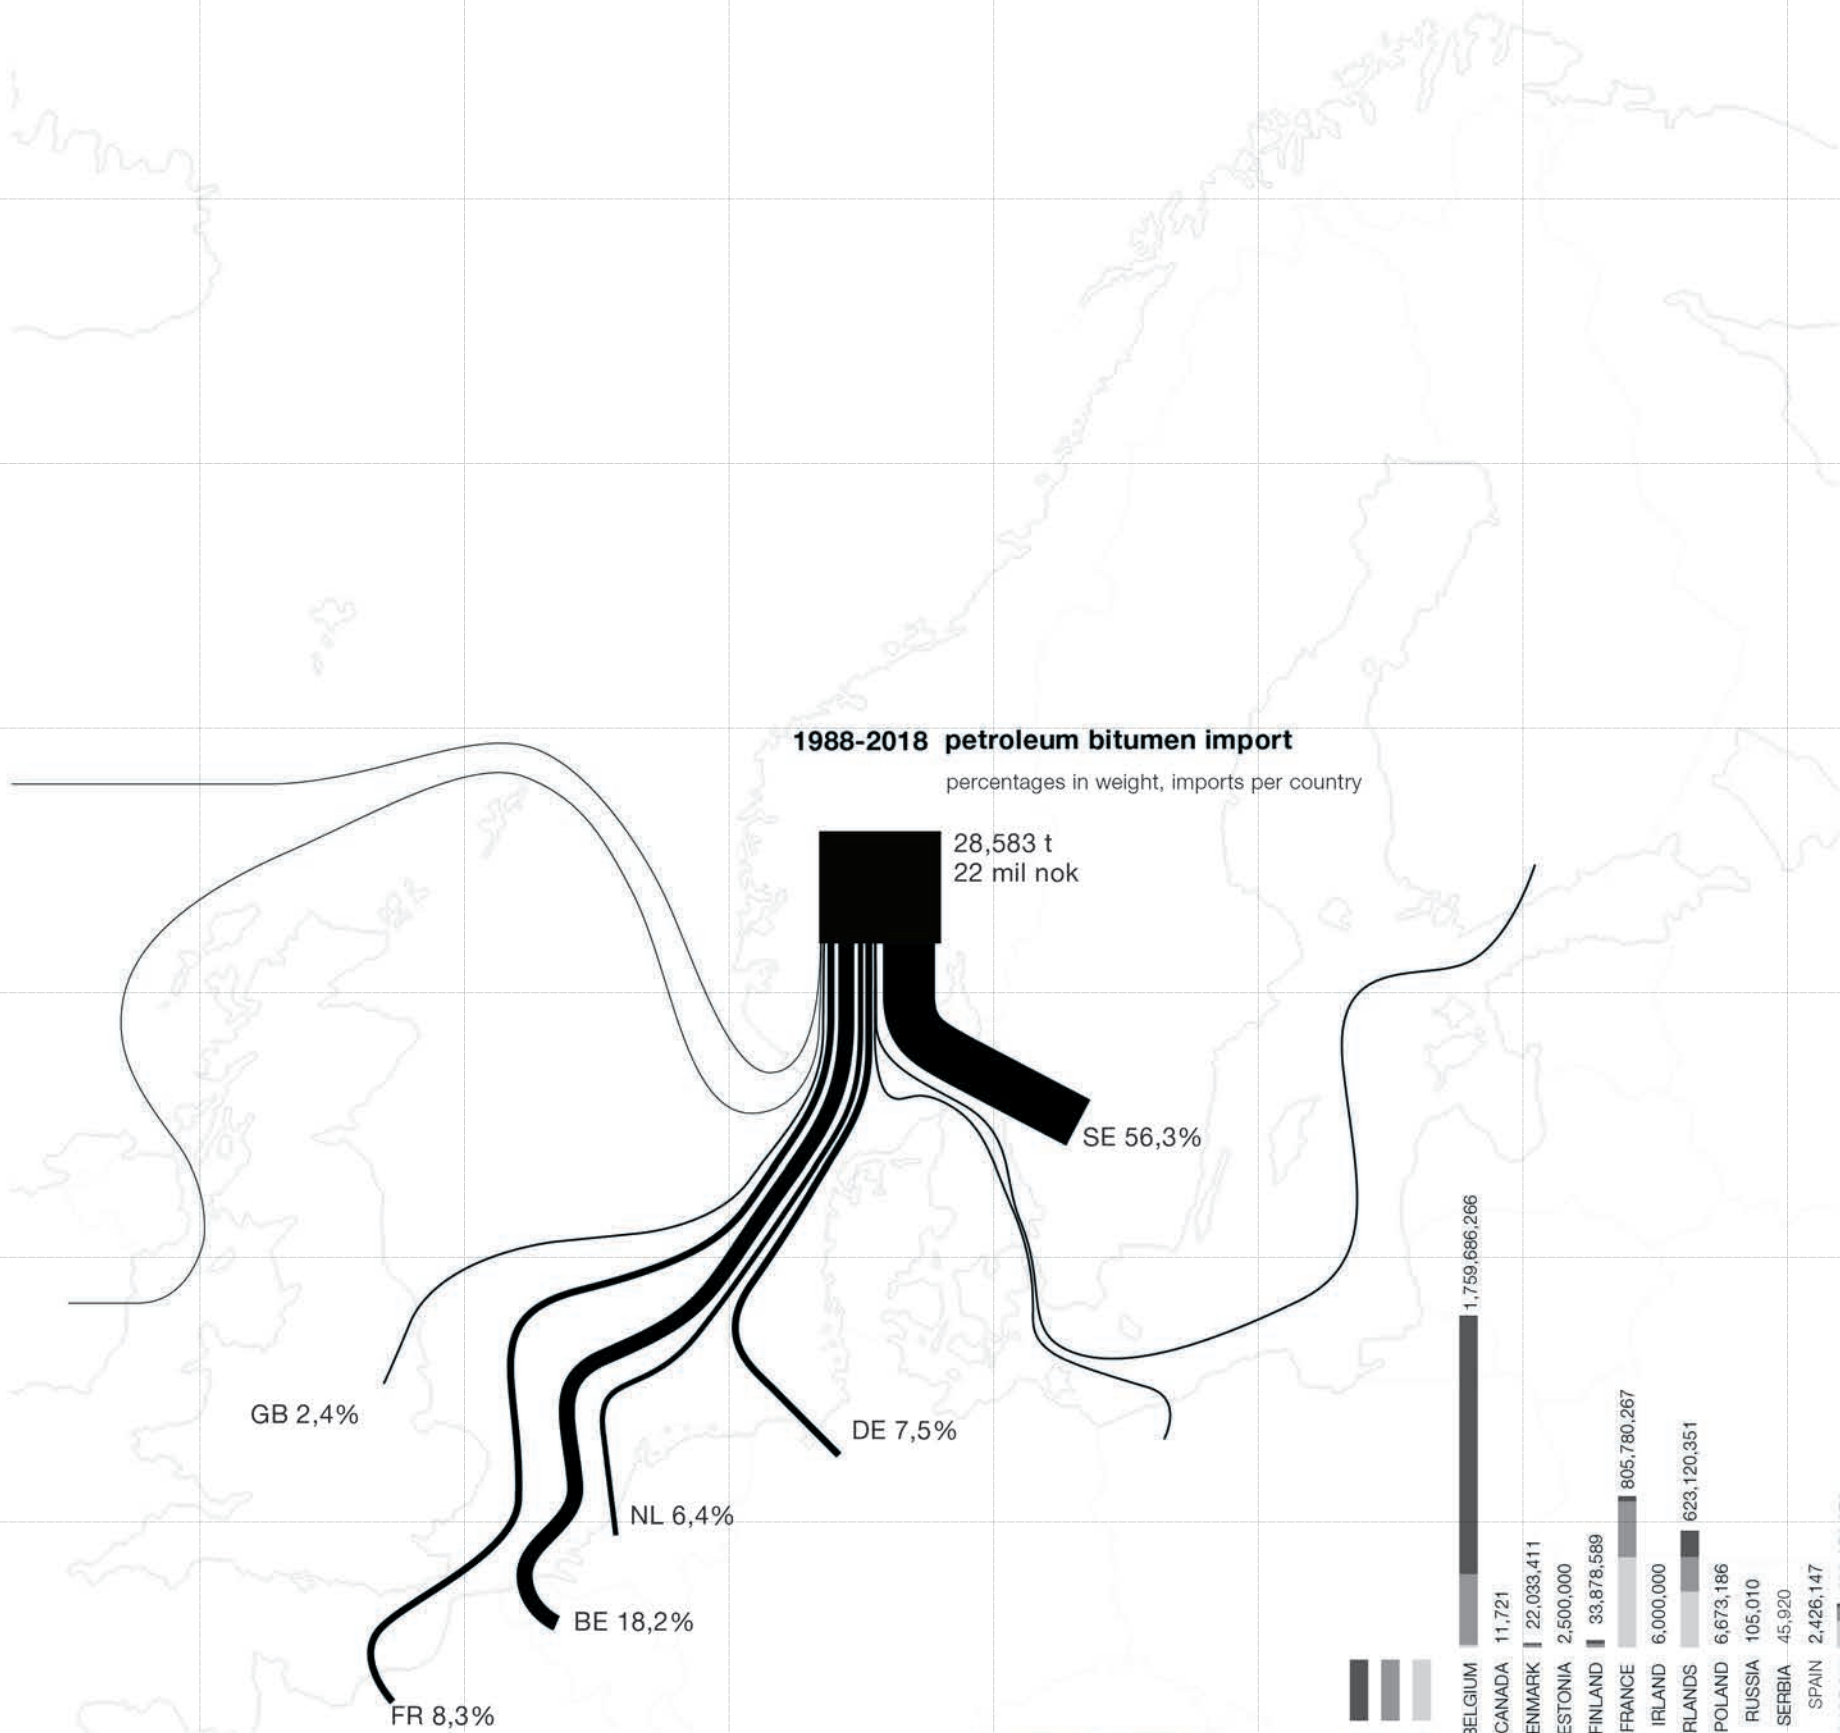 1988-2018 petroleum bitumen import
percentages in weight, imports per country
28,583 t
22 mil nok
SE 56,3%
GB 2,4%
DE 7,5%
NL 6,4%
BE 18,2%
FR 8,3%
1,759,686,266
11,721
22,033,411
2,500,000
33,878,589
805,780,267
6,000,000
623,120,351
6,673,186
105,010
45,920
2,426,147
BELGIUM
CANADA
ENMARK
ESTONIA
FINLAND
FRANCE
IRLAND
RLANDS
POLAND
RUSSIA
SERBIA
SPAIN